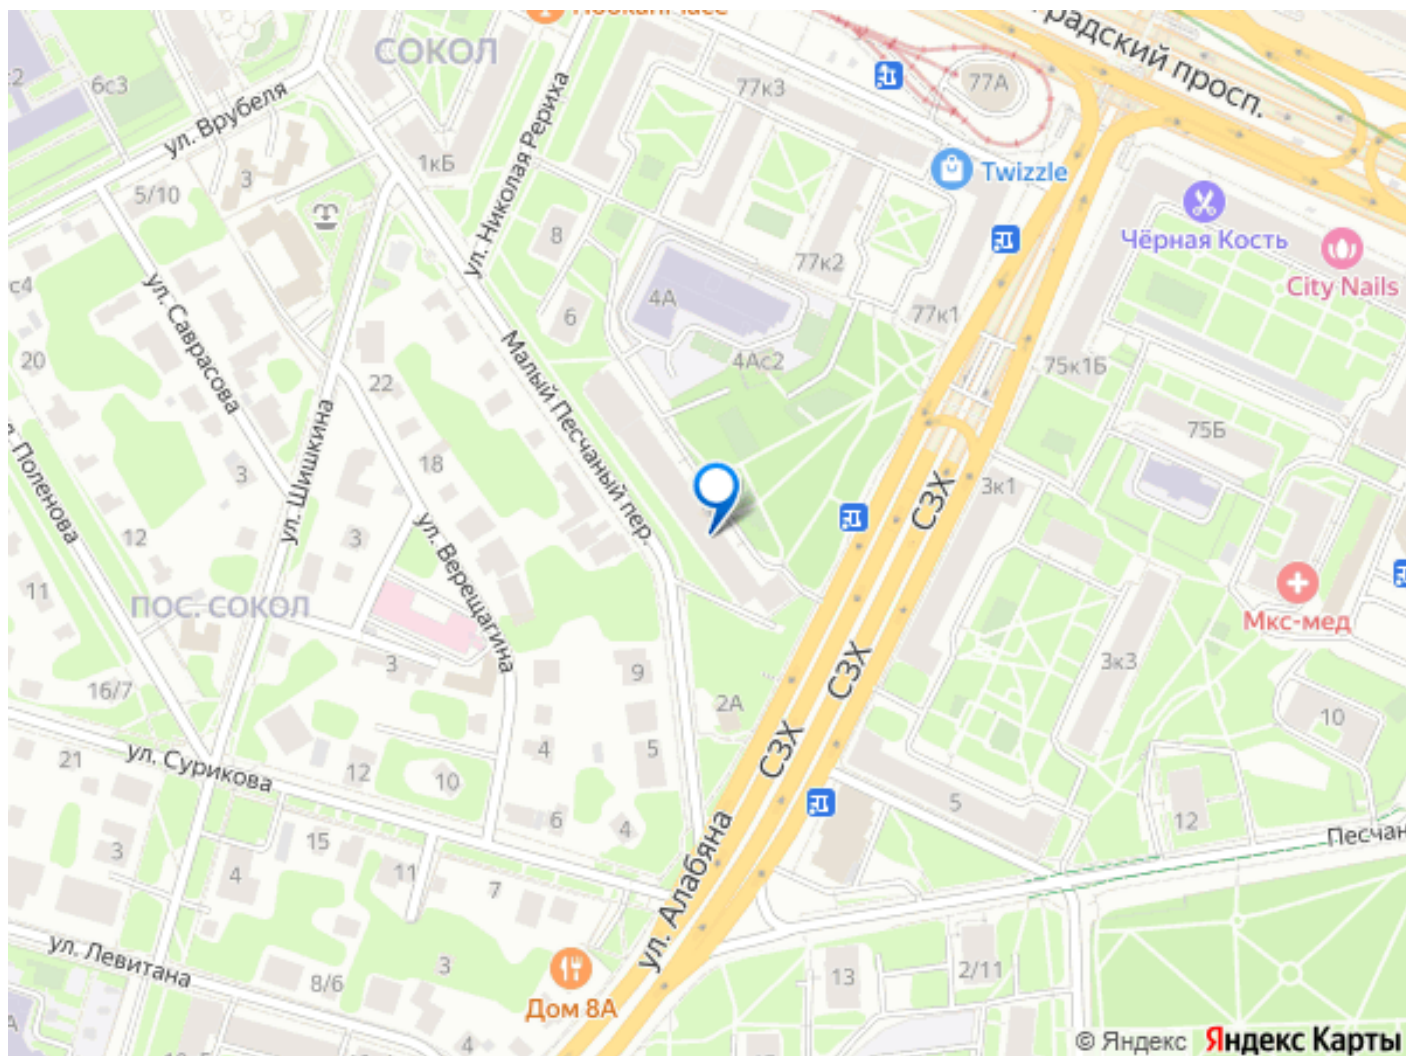 СОКОЛ
6с3
ул. Врубеля
77к3
77А
градский просп.
1кБ
ул. Николая Рериха
Twizzle
3
5/10
8
Чёрная Кость
City Nails
77к2
4А
6
77к1
ул. Саврасова
Малый Песчаный пер.
4Ас2
75к1Б
20
22
ул. Шишкина
75Б
18
3
Поленова
3к1
СЗХ
12
3
ул. Верещагина
11
ПОС. СОКОЛ
Мкс-мед
3
9
СЗХ
3к3
16/7
2А
10
4
5
СЗХ
21
ул. Сурикова
12
10
5
12
6
4
15
Песчан
3
4
11
7
ул. Алабяна
ул. Левитана
3
8/6
13
2/11
Дом 8А
4
© Яндекс Яндекс Карты